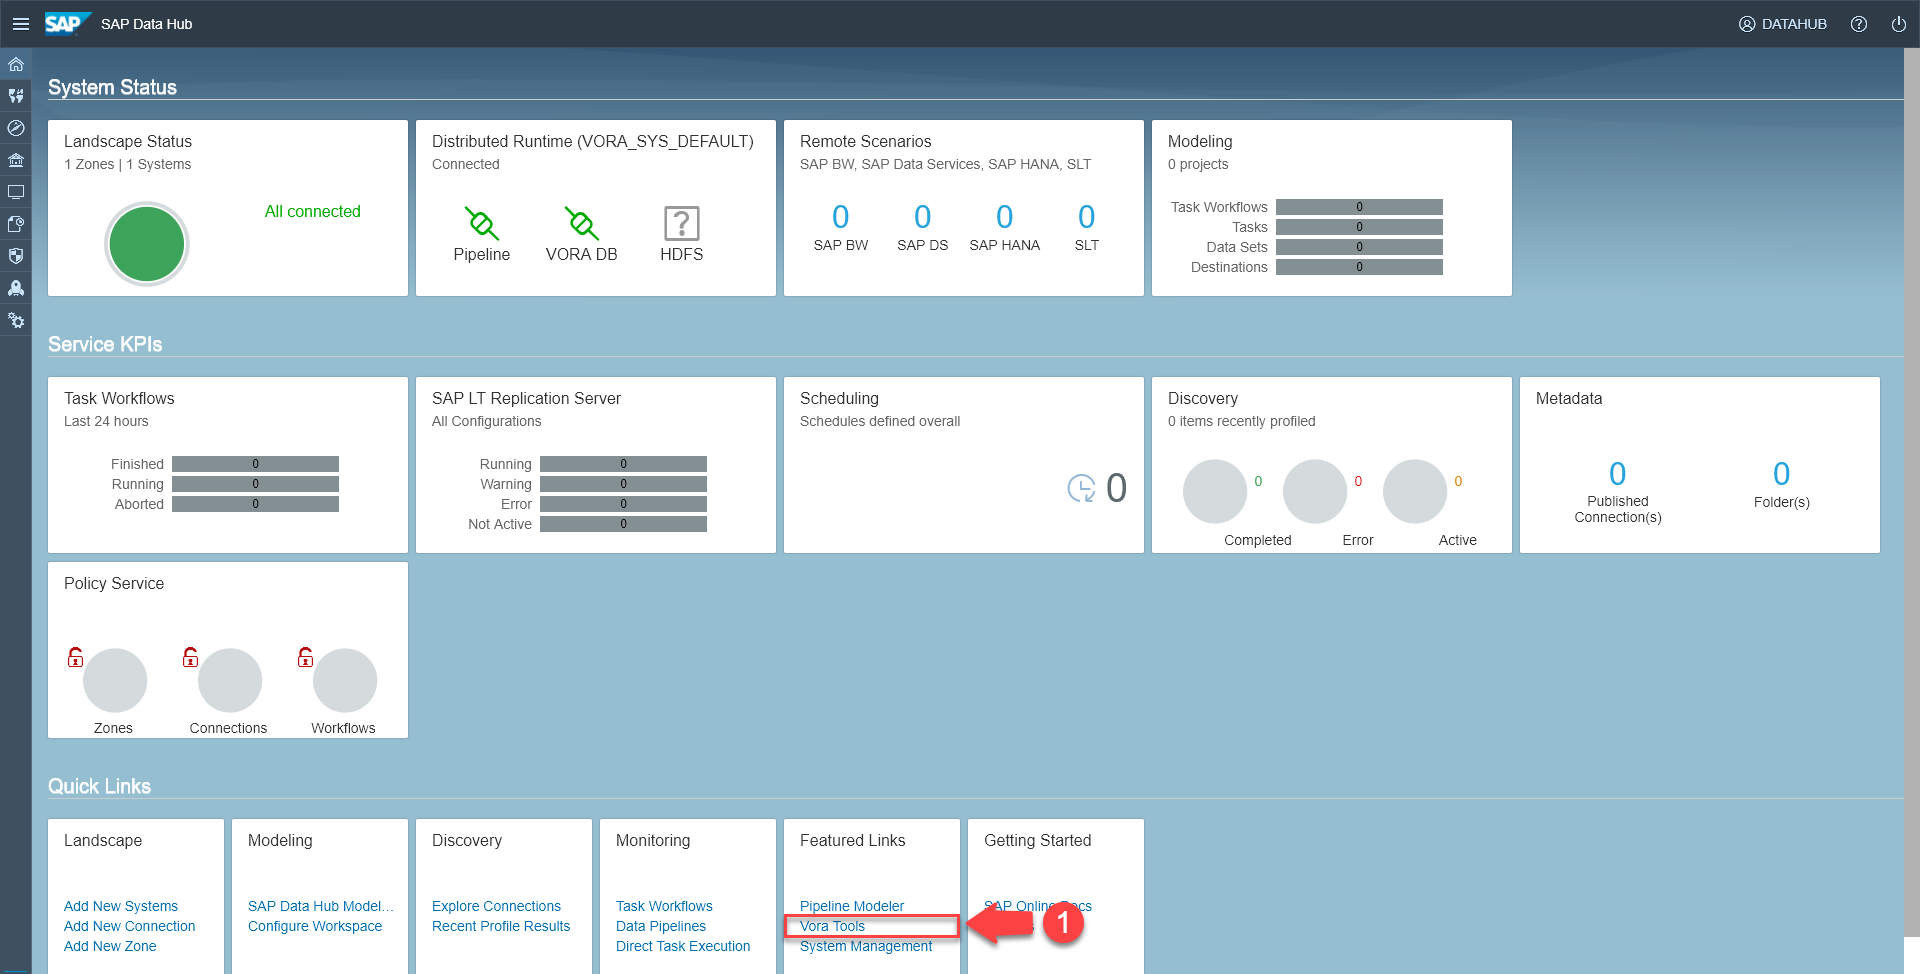 SAP SAP Data Hub DATAHUB
System Status
Landscape Status
1 Zones | 1 Systems
All connected
Distributed Runtime (VORA_SYS_DEFAULT)
Connected
Pipeline VORA DB HDFS
Remote Scenarios
SAP BW, SAP Data Services, SAP HANA, SLT
0 0 0 0
SAP BW SAP DS SAP HANA SLT
Modeling
0 projects
Task Workflows 0
Tasks 0
Data Sets 0
Destinations 0
Service KPIs
Task Workflows
Last 24 hours
Finished 0
Running 0
Aborted 0
SAP LT Replication Server
All Configurations
Running 0
Warning 0
Error 0
Not Active 0
Scheduling
Schedules defined overall
0
Discovery
0 items recently profiled
0 0 0
Completed Error Active
Metadata
0 0
Published
Connection(s)
Folder(s)
Policy Service
Zones Connections Workflows
Quick Links
Landscape
Add New Systems
Add New Connection
Add New Zone
Modeling
SAP Data Hub Model...
Configure Workspace
Discovery
Explore Connections
Recent Profile Results
Monitoring
Task Workflows
Data Pipelines
Direct Task Execution
Featured Links
Pipeline Modeler
Vora Tools
System Management
1
Getting Started
SAP Online